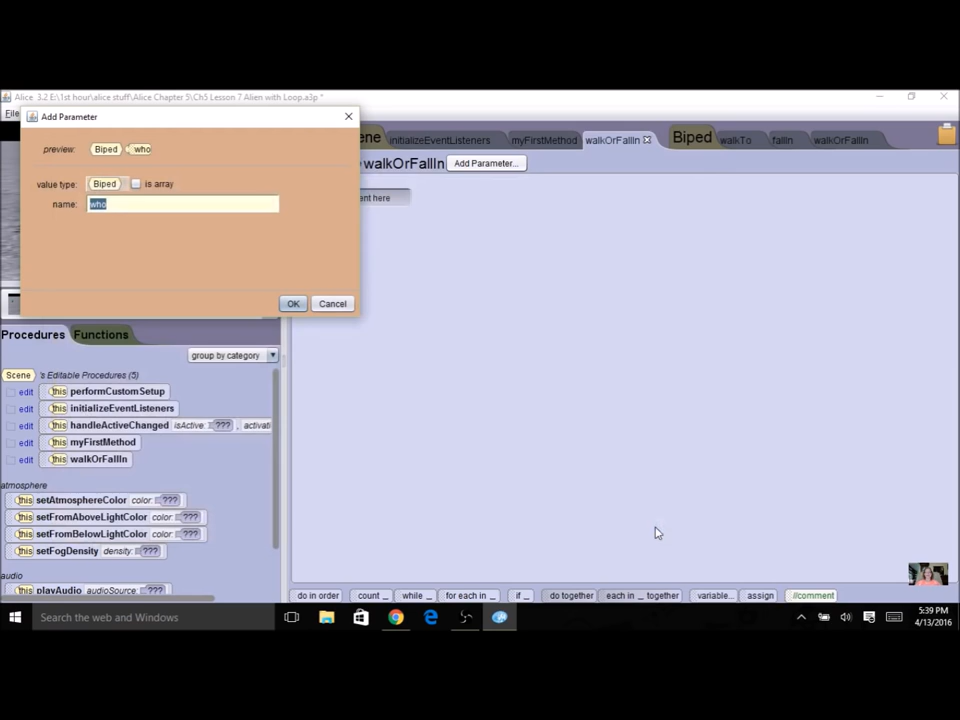 Alice 3.2 E:\1st hour\alice stuff\Alice Chapter 5\Ch5 Lesson 7 Alien with Loop.a3p *
File
Add Parameter
preview: Biped who
value type: Biped is array
name: who
OK Cancel
ene initializeEventListeners myFirstMethod walkOrFallIn Biped walkTo fallIn walkOrFallIn
walkOrFallIn Add Parameter...
ent here
Procedures Functions
group by category
Scene 's Editable Procedures (5)
edit this performCustomSetup
edit this initializeEventListeners
edit this handleActiveChanged isActive: ??? , activati
edit this myFirstMethod
edit this walkOrFallIn
atmosphere
this setAtmosphereColor color: ???
this setFromAboveLightColor color: ???
this setFromBelowLightColor color: ???
this setFogDensity density: ???
audio
this playAudio audioSource: ???
do in order count _ while _ for each in _ if _ do together each in _ together variable... assign //comment
Search the web and Windows
5:39 PM
4/13/2016